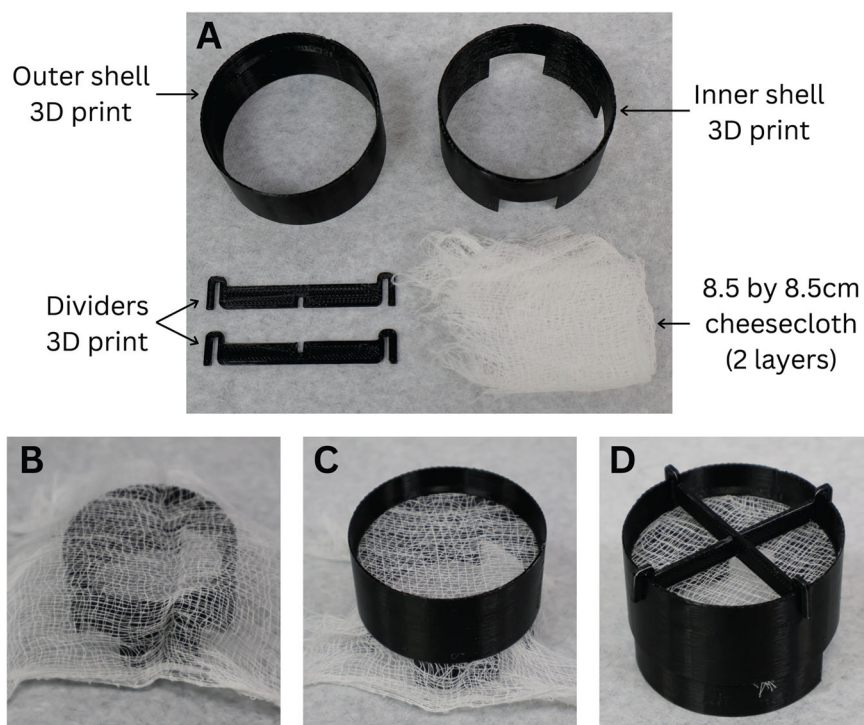 A
Outer shell
3D print
Inner shell
3D print
Dividers
3D print
8.5 by 8.5cm
cheesecloth
(2 layers)
B
C
D